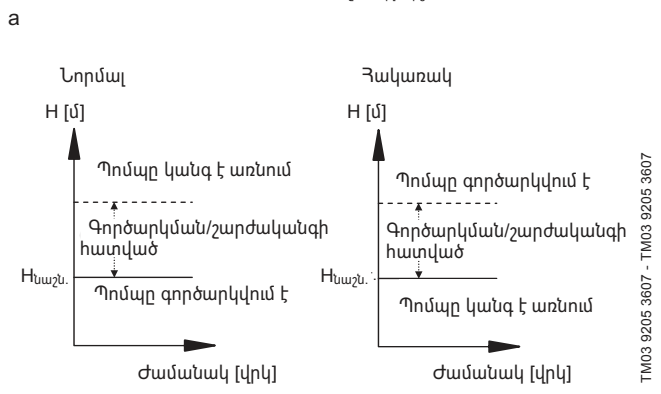 a
Նորմալ
H [մ]
Պոմպը կանգ է առնում
Գործարկման/շարժականգի
հատված
Hնաշն.
Պոմպը գործարկվում է
Ժամանակ [վրկ]
Հակառակ
H [մ]
Պոմպը գործարկվում է
Գործարկման/շարժականգի
հատված
Hնաշն.
Պոմպը կանգ է առնում
Ժամանակ [վրկ]
TM03 9205 3607 - TM03 9205 3607